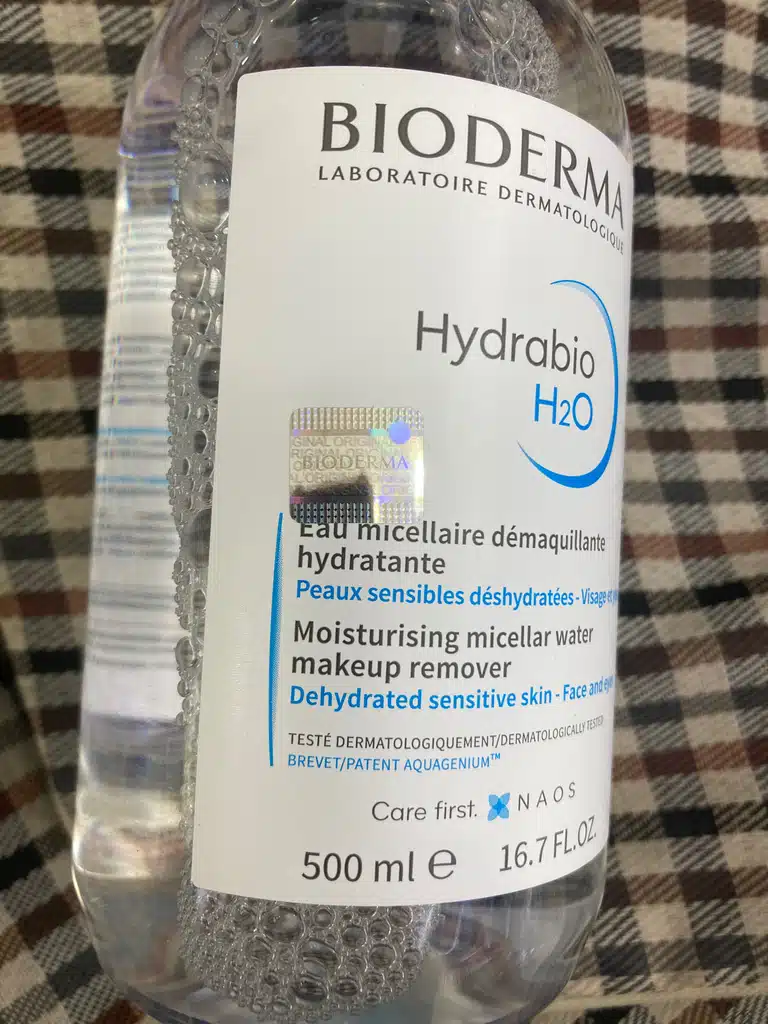 BIODERMA
LABORATOIRE DERMATOLOGIQUE
Hydrabio
H2O
GINAL ORIGIN
BIODERMA
Eau micellaire démaquillante
hydratante
Peaux sensibles déshydratées - Visage et
Moisturising micellar water
makeup remover
Dehydrated sensitive skin - Face and
TESTÉ DERMATOLOGIQUEMENT/DERMATOLOGICALLY TESTED
BREVET/PATENT AQUAGENIUM™
Care first. NAOS
500 ml e 16.7 FL.OZ.